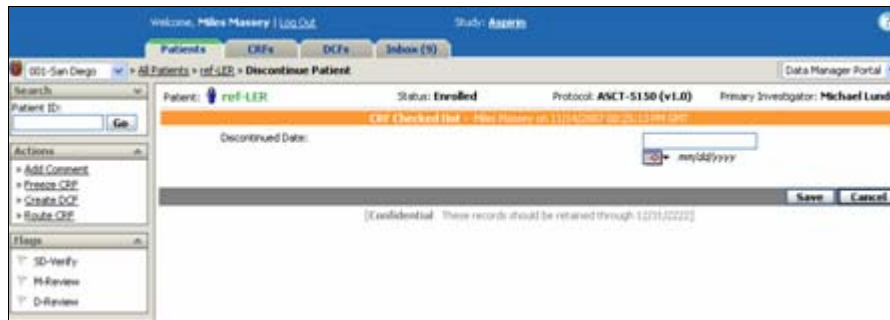 Welcome, Miles Massey | Log Out Study: Aspirin
Patients CRFs DCFs Inbox (9)
001-San Diego » All Patients » ref-LER » Discontinue Patient Data Manager Portal
Search Patient: ref-LER Status: Enrolled Protocol: ASCT-5150 (v1.0) Primary Investigator: Michael Lund
Patient ID:
CRF Checked Out - Miles Massey on 11/14/2007 GMT
Go
Discontinued Date:
mm/dd/yyyy
Actions
» Add Comment
» Freeze CRF
» Create DCF
» Route CRF
Save Cancel
[Confidential These records should be retained through 12/31/2222]
Flags
SD-Verify
M-Review
D-Review